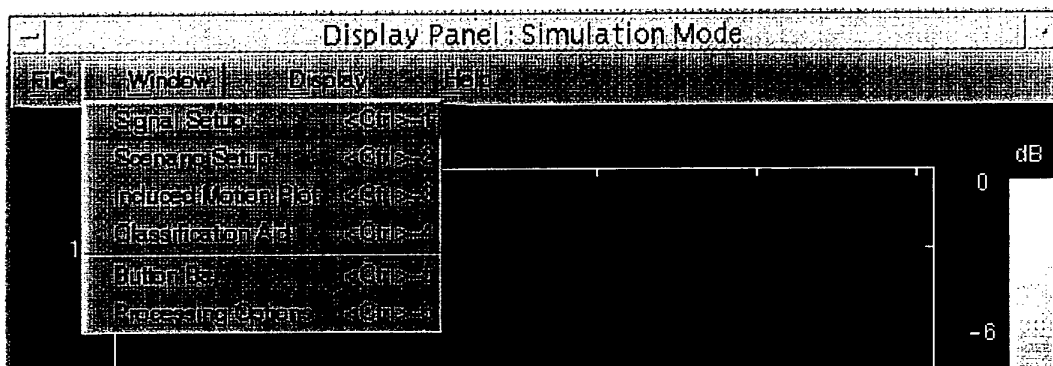 Display Panel : Simulation Mode
File Window Display Help
Signal Setup <Ctrl>-1
Scenario Setup <Ctrl>-2
Induced Motion Plot <Ctrl>-3
Classification Aid <Ctrl>-4
Button Bar
Processing Options
dB
0
1
-6